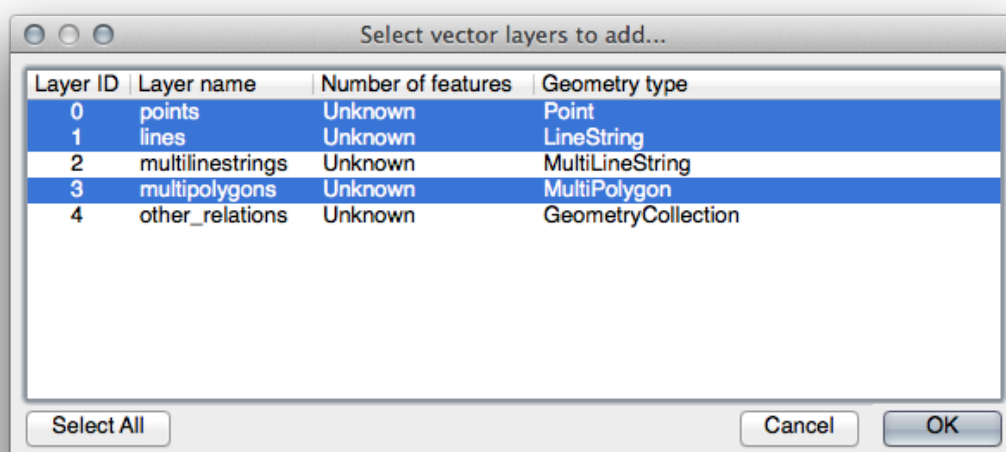 Select vector layers to add...
Layer ID Layer name Number of features Geometry type
0 points Unknown Point
1 lines Unknown LineString
2 multilinestrings Unknown MultiLineString
3 multipolygons Unknown MultiPolygon
4 other_relations Unknown GeometryCollection
Select All Cancel OK